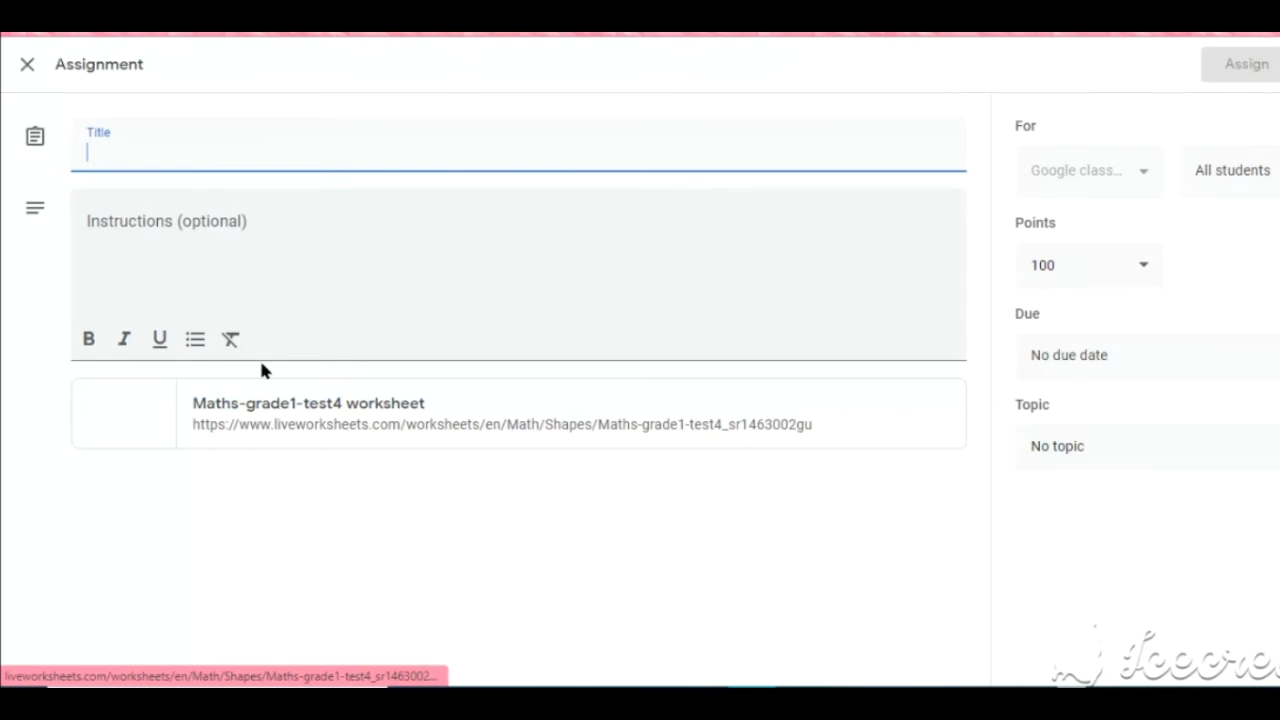 Assignment
Assign
Title
Instructions (optional)
B I U
Maths-grade1-test4 worksheet
https://www.liveworksheets.com/worksheets/en/Math/Shapes/Maths-grade1-test4_sr1463002gu
For
Google class...
All students
Points
100
Due
No due date
Topic
No topic
liveworksheets.com/worksheets/en/Math/Shapes/Maths-grade1-test4_sr1463002...